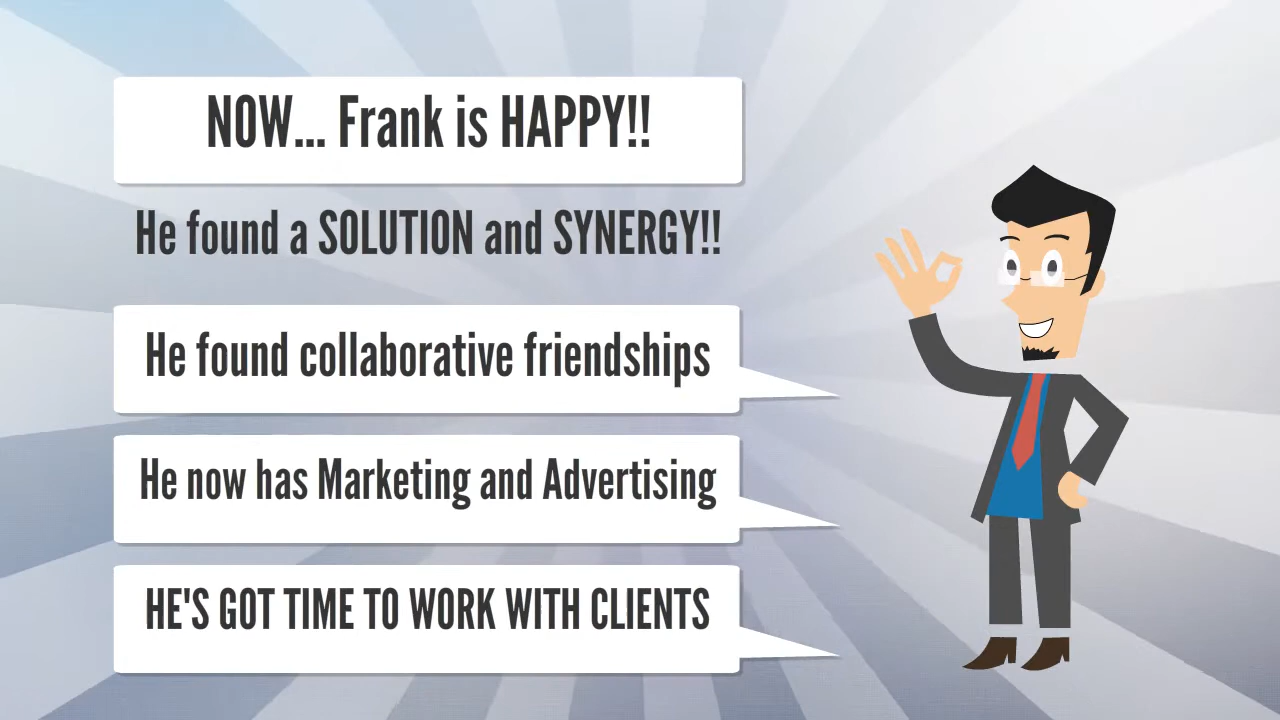 NOW... Frank is HAPPY!!
He found a SOLUTION and SYNERGY!!
He found collaborative friendships
He now has Marketing and Advertising
HE'S GOT TIME TO WORK WITH CLIENTS